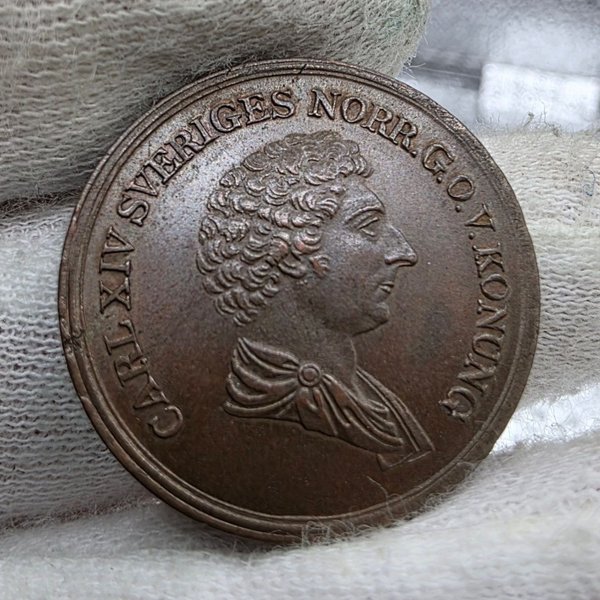 CARL XIV SVERIGES NORR. G. O. V. KONUNG